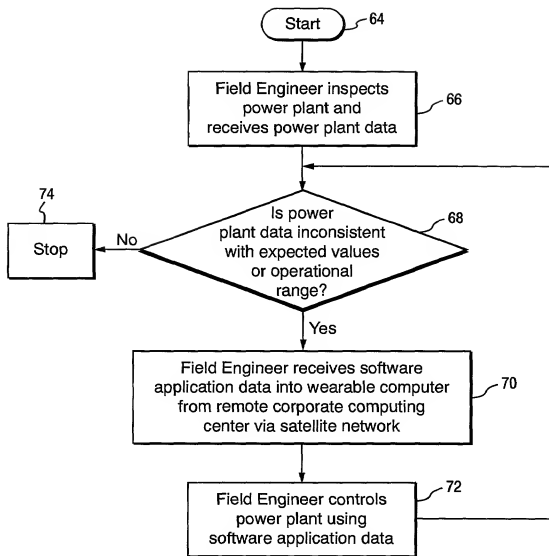 Start
64
Field Engineer inspects
power plant and
receives power plant data
66
74
Stop
No
Is power
plant data inconsistent
with expected values
or operational
range?
68
Yes
Field Engineer receives software
application data into wearable computer
from remote corporate computing
center via satellite network
70
Field Engineer controls
power plant using
software application data
72